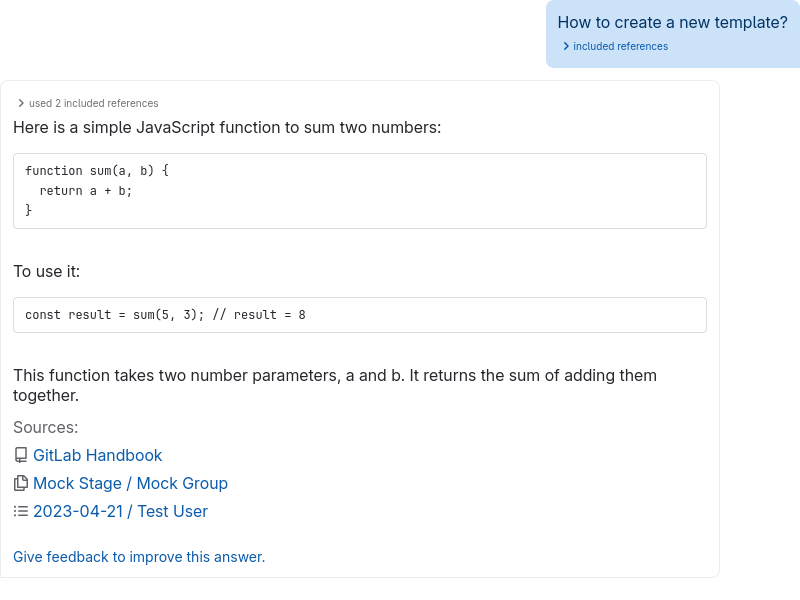 How to create a new template?
included references
used 2 included references
Here is a simple JavaScript function to sum two numbers:
function sum(a, b) {
  return a + b;
}
To use it:
const result = sum(5, 3); // result = 8
This function takes two number parameters, a and b. It returns the sum of adding them
together.
Sources:
GitLab Handbook
Mock Stage / Mock Group
2023-04-21 / Test User
Give feedback to improve this answer.